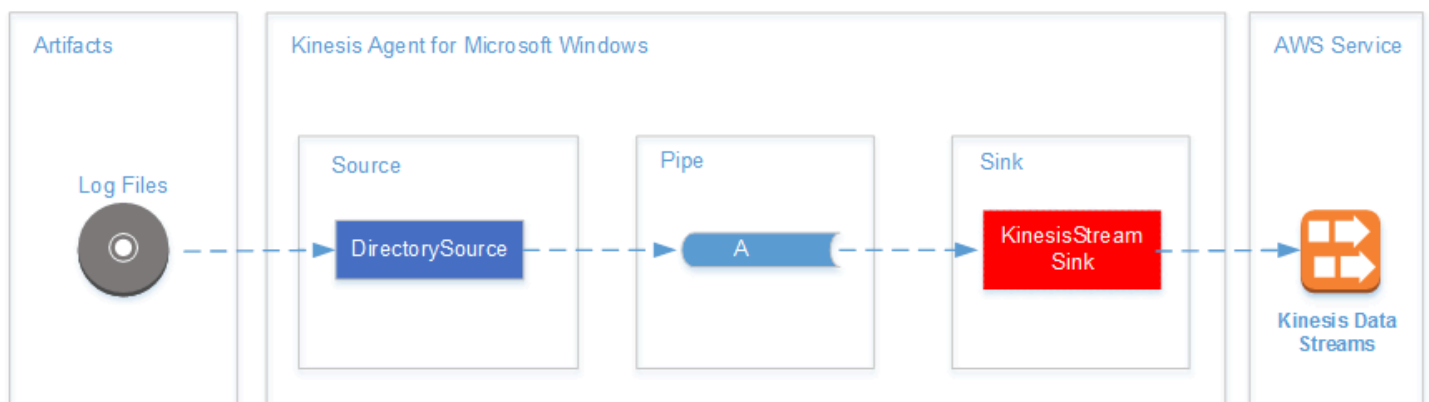 Artifacts
Kinesis Agent for Microsoft Windows
AWS Service
Source
Pipe
Sink
Log Files
DirectorySource
A
KinesisStream
Sink
Kinesis Data
Streams